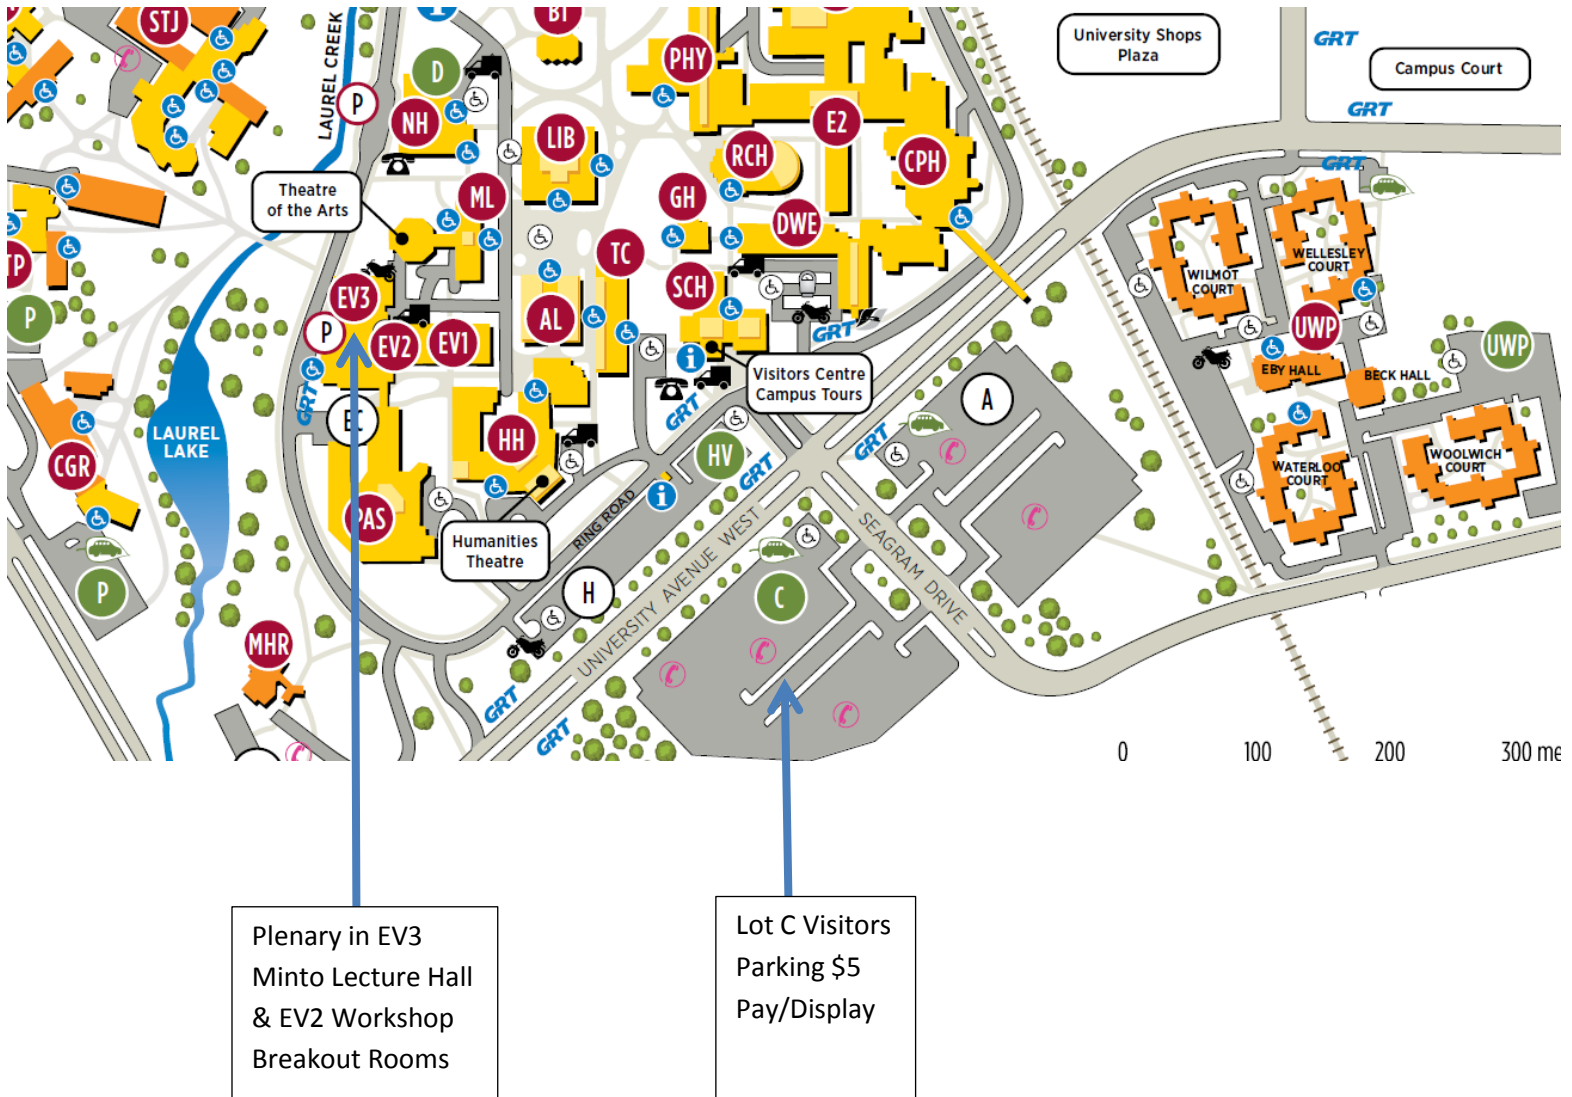 STJ
LAUREL CREEK
P
D
BI
PHY
University Shops
Plaza
GRT
Campus Court
GRT
NH
LIB
RCH
E2
CPH
GRT
Theatre
of the Arts
ML
GH
DWE
TC
SCH
WILMOT
COURT
WELLESLEY
COURT
TP
P
EV3
P
EV2
EV1
AL
GRT
UWP
UWP
i
Visitors Centre
Campus Tours
EBY HALL
BECK HALL
GRT
EC
GRT
A
LAUREL
LAKE
CGR
HH
HV
GRT
GRT
WATERLOO
COURT
WOOLWICH
COURT
i
PAS
RING ROAD
Humanities
Theatre
UNIVERSITY AVENUE WEST
SEAGRAM DRIVE
P
H
C
MHR
GRT
GRT
0 100 200 300 me
Plenary in EV3
Minto Lecture Hall
& EV2 Workshop
Breakout Rooms
Lot C Visitors
Parking $5
Pay/Display